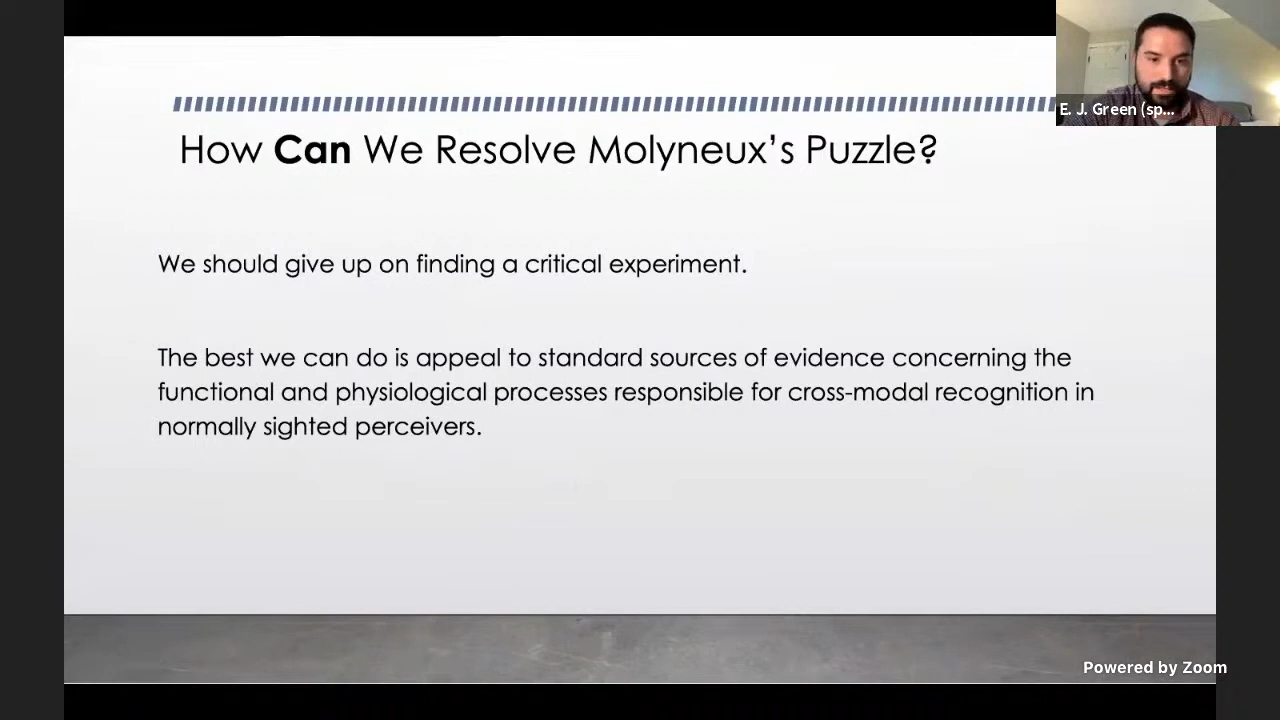 E. J. Green (sp...
How Can We Resolve Molyneux's Puzzle?
We should give up on finding a critical experiment.
The best we can do is appeal to standard sources of evidence concerning the
functional and physiological processes responsible for cross-modal recognition in
normally sighted perceivers.
Powered by Zoom